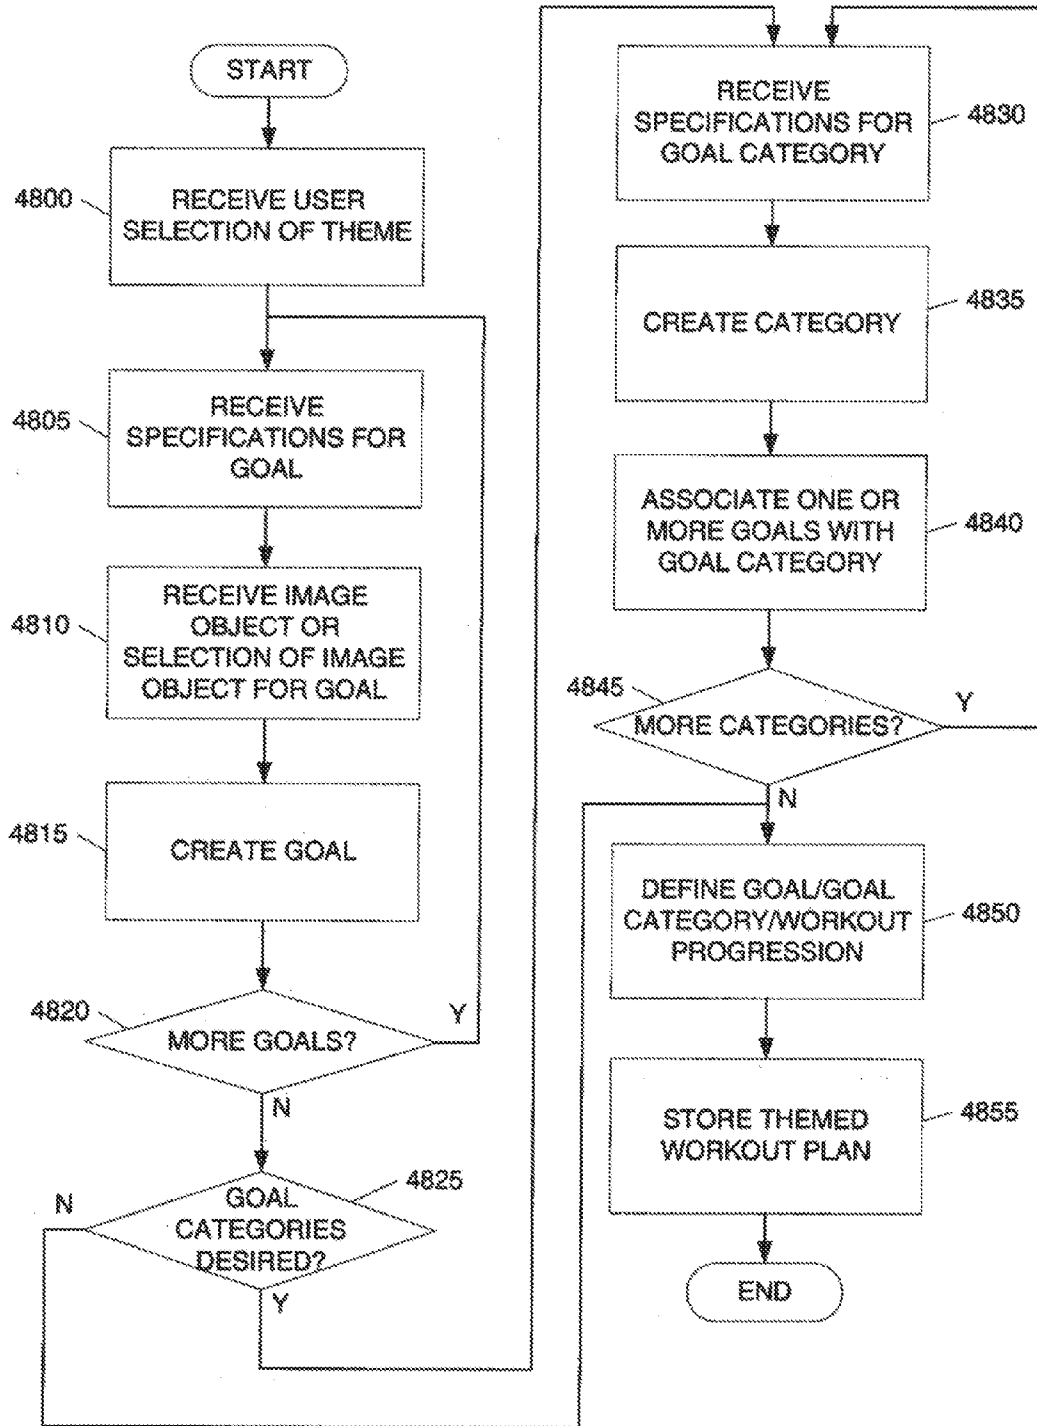 START
4800
RECEIVE USER
SELECTION OF THEME
4805
RECEIVE
SPECIFICATIONS FOR
GOAL
4810
RECEIVE IMAGE
OBJECT OR
SELECTION OF IMAGE
OBJECT FOR GOAL
4815
CREATE GOAL
4820
MORE GOALS?
Y
N
4825
GOAL
CATEGORIES
DESIRED?
N
Y
RECEIVE
SPECIFICATIONS FOR
GOAL CATEGORY
4830
CREATE CATEGORY
4835
ASSOCIATE ONE OR
MORE GOALS WITH
GOAL CATEGORY
4840
4845
MORE CATEGORIES?
Y
N
DEFINE GOAL/GOAL
CATEGORY/WORKOUT
PROGRESSION
4850
STORE THEMED
WORKOUT PLAN
4855
END